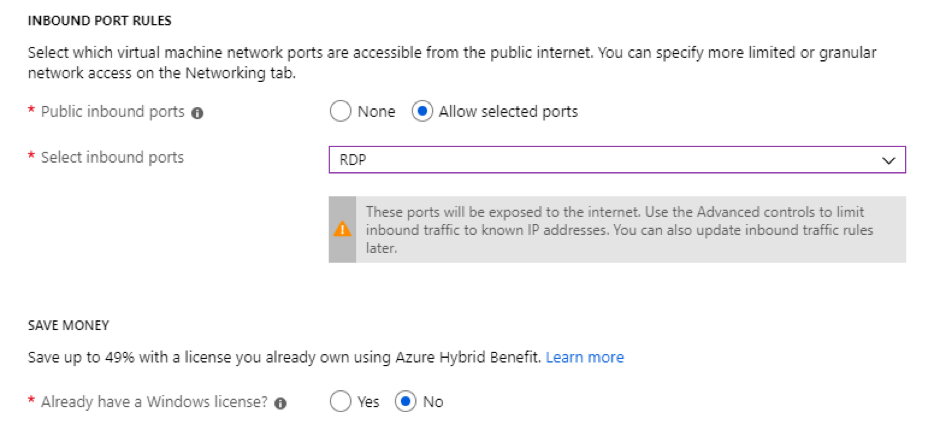 INBOUND PORT RULES
Select which virtual machine network ports are accessible from the public internet. You can specify more limited or granular
network access on the Networking tab.
* Public inbound ports
None
Allow selected ports
* Select inbound ports
RDP
These ports will be exposed to the internet. Use the Advanced controls to limit
inbound traffic to known IP addresses. You can also update inbound traffic rules
later.
SAVE MONEY
Save up to 49% with a license you already own using Azure Hybrid Benefit. Learn more
* Already have a Windows license?
Yes
No